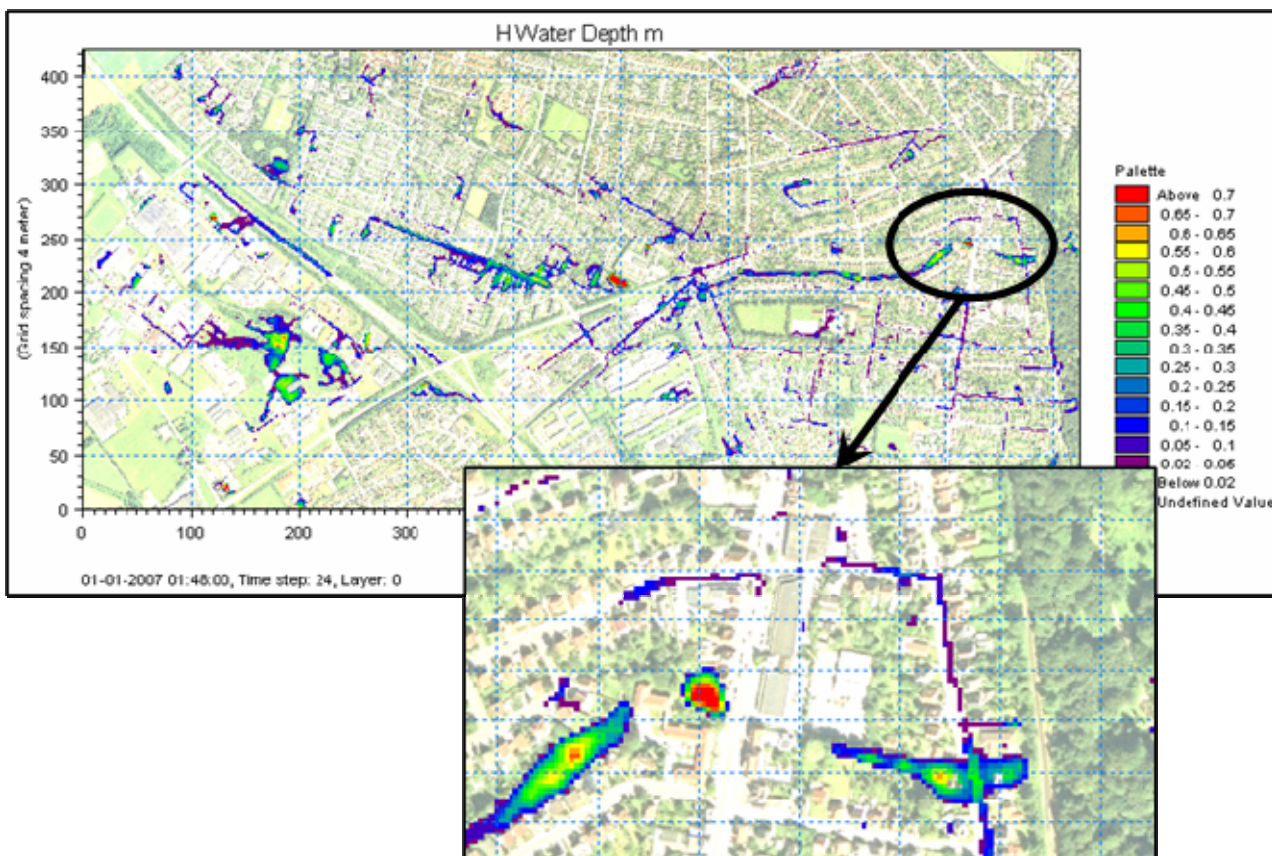 H Water Depth m
400
350
300
250
200
150
100
50
0
(Grid spacing 4 meter)
0
100
200
300
01-01-2007 01:48:00, Time step: 24, Layer: 0
Palette
Above 0.7
0.65 - 0.7
0.6 - 0.65
0.55 - 0.6
0.5 - 0.55
0.45 - 0.5
0.4 - 0.45
0.35 - 0.4
0.3 - 0.35
0.25 - 0.3
0.2 - 0.25
0.15 - 0.2
0.1 - 0.15
0.05 - 0.1
0.02 - 0.05
Below 0.02
Undefined Value